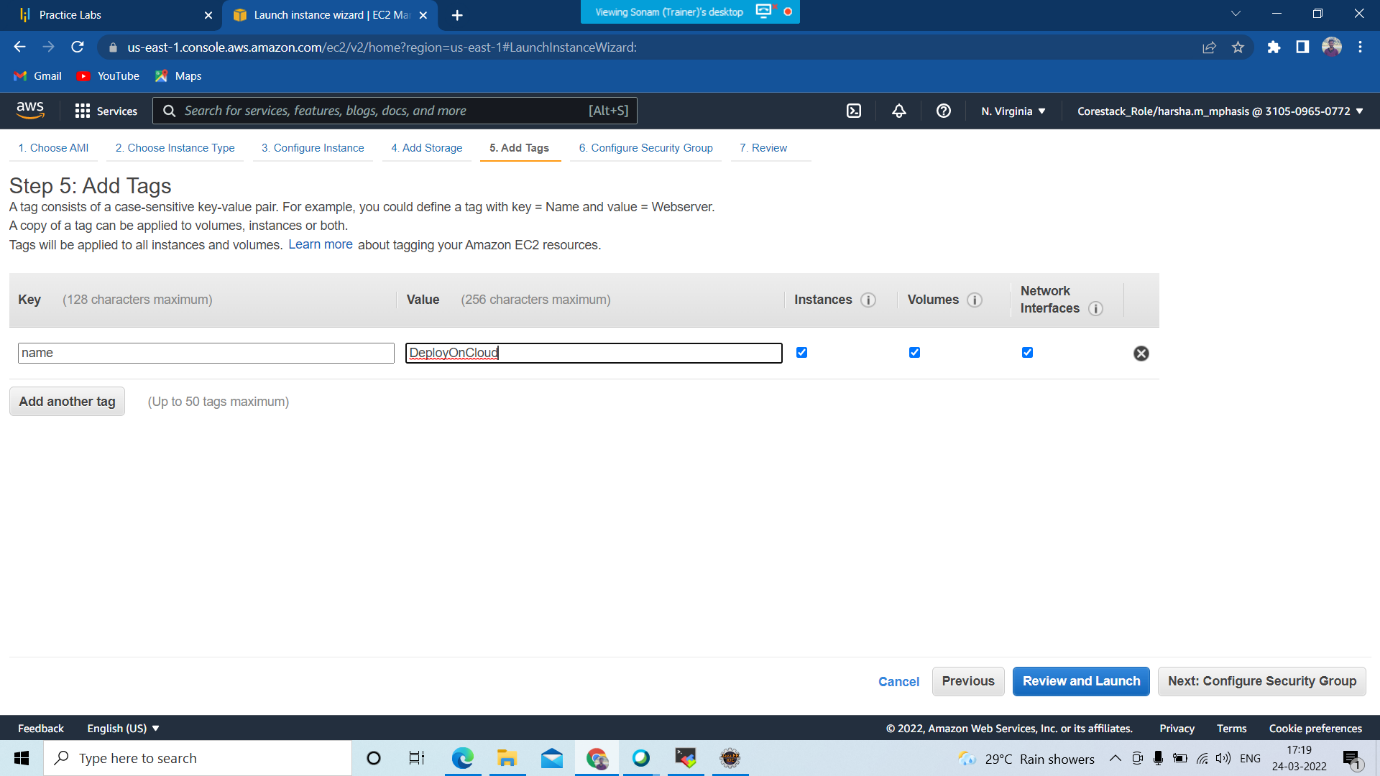 Practice Labs
Launch instance wizard | EC2 Ma
Viewing Sonam (Trainer)'s desktop
us-east-1.console.aws.amazon.com/ec2/v2/home?region=us-east-1#LaunchInstanceWizard:
Gmail YouTube Maps
aws Services Search for services, features, blogs, docs, and more [Alt+S] N. Virginia ▼ Corestack_Role/harsha.m_mphasis @ 3105-0965-0772 ▼
1. Choose AMI 2. Choose Instance Type 3. Configure Instance 4. Add Storage 5. Add Tags 6. Configure Security Group 7. Review
Step 5: Add Tags
A tag consists of a case-sensitive key-value pair. For example, you could define a tag with key = Name and value = Webserver.
A copy of a tag can be applied to volumes, instances or both.
Tags will be applied to all instances and volumes. Learn more about tagging your Amazon EC2 resources.
Key (128 characters maximum) Value (256 characters maximum) Instances i Volumes i Network Interfaces i
name DeployOnCloud
Add another tag (Up to 50 tags maximum)
Cancel Previous Review and Launch Next: Configure Security Group
Feedback English (US) ▼ © 2022, Amazon Web Services, Inc. or its affiliates. Privacy Terms Cookie preferences
Type here to search 29°C Rain showers ENG 17:19
24-03-2022 1